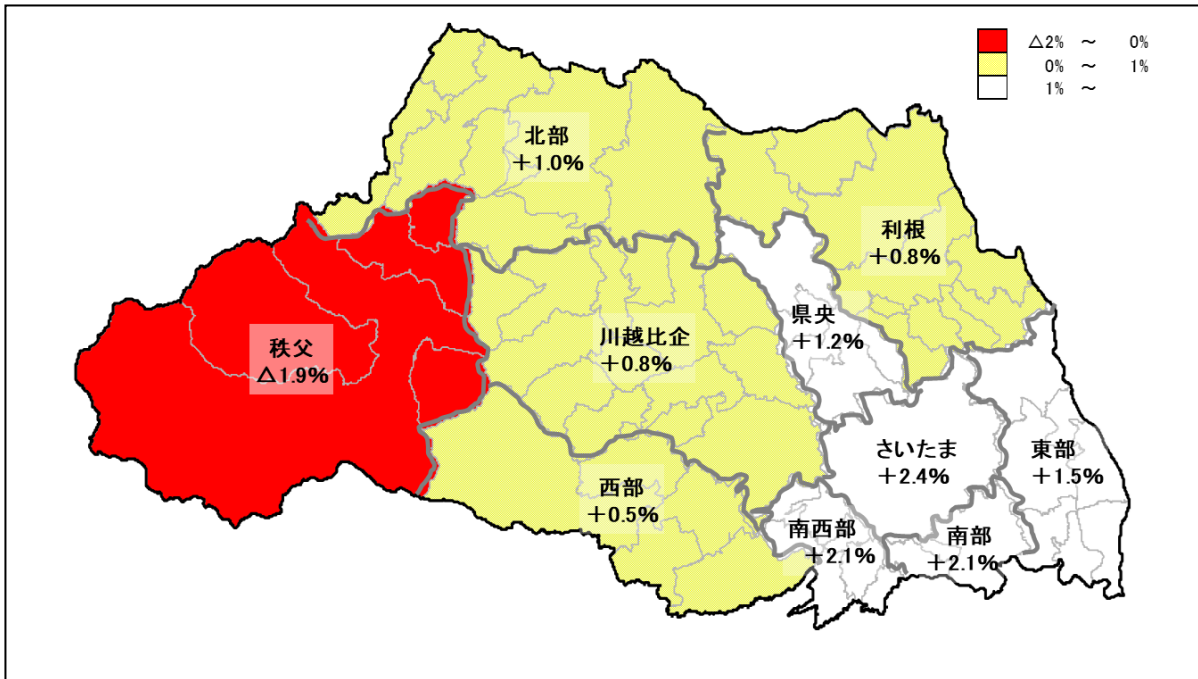 △2% ~ 0%
0% ~ 1%
1% ~
北部
+1.0%
利根
+0.8%
県央
+1.2%
川越比企
+0.8%
秩父
△1.9%
さいたま
+2.4%
東部
+1.5%
西部
+0.5%
南西部
+2.1%
南部
+2.1%